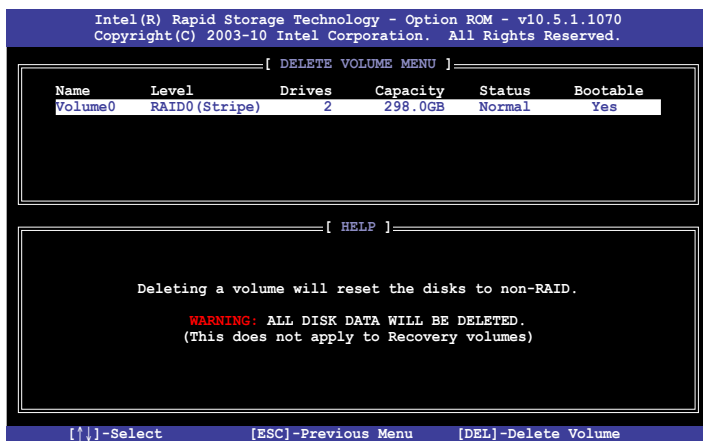 Intel(R) Rapid Storage Technology - Option ROM - v10.5.1.1070
Copyright(C) 2003-10 Intel Corporation. All Rights Reserved.
[ DELETE VOLUME MENU ]
Name Level Drives Capacity Status Bootable
Volume0 RAID0(Stripe) 2 298.0GB Normal Yes
[ HELP ]
Deleting a volume will reset the disks to non-RAID.
WARNING: ALL DISK DATA WILL BE DELETED.
(This does not apply to Recovery volumes)
[↑↓]-Select [ESC]-Previous Menu [DEL]-Delete Volume